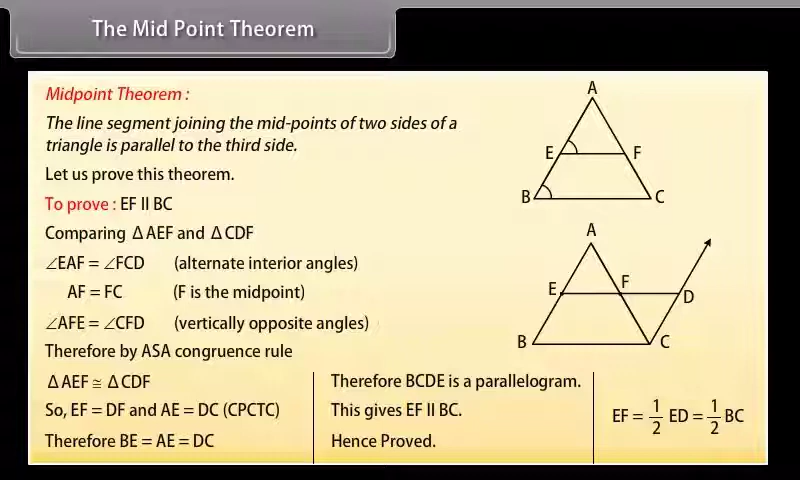 The Mid Point Theorem
Midpoint Theorem :
The line segment joining the mid-points of two sides of a
triangle is parallel to the third side.
Let us prove this theorem.
To prove : EF II BC
Comparing Δ AEF and Δ CDF
∠EAF = ∠FCD (alternate interior angles)
AF = FC (F is the midpoint)
∠AFE = ∠CFD (vertically opposite angles)
Therefore by ASA congruence rule
Δ AEF ≅ Δ CDF
So, EF = DF and AE = DC (CPCTC)
Therefore BE = AE = DC
Therefore BCDE is a parallelogram.
This gives EF II BC.
Hence Proved.
EF = 1/2 ED = 1/2 BC
A
E F
B C
A
E F D
B C